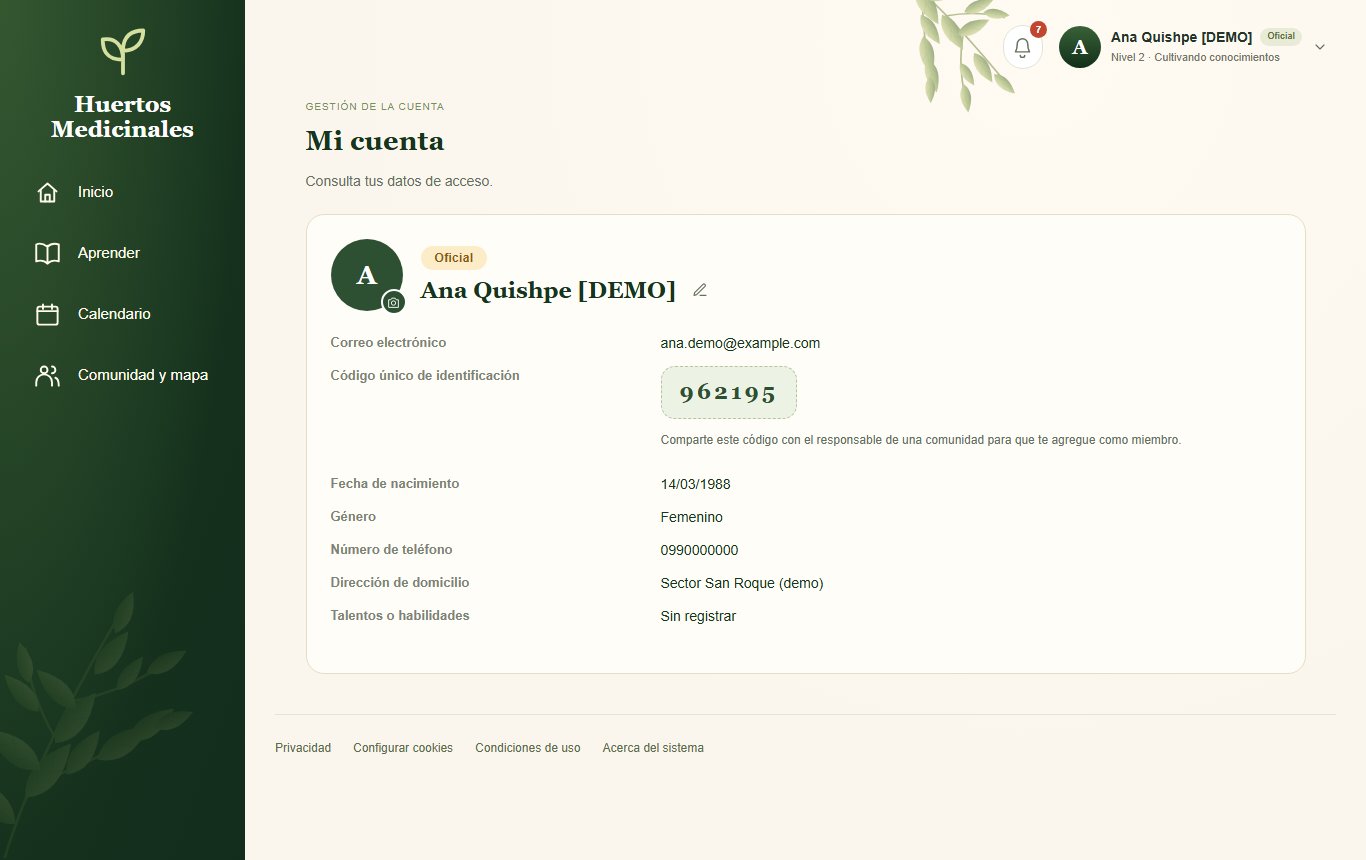 Huertos
Medicinales
Inicio
Aprender
Calendario
Comunidad y mapa
7
A
Ana Quishpe [DEMO]
Oficial
Nivel 2 · Cultivando conocimientos
GESTIÓN DE LA CUENTA
Mi cuenta
Consulta tus datos de acceso.
A
Oficial
Ana Quishpe [DEMO]
Correo electrónico
ana.demo@example.com
Código único de identificación
962195
Comparte este código con el responsable de una comunidad para que te agregue como miembro.
Fecha de nacimiento
14/03/1988
Género
Femenino
Número de teléfono
0990000000
Dirección de domicilio
Sector San Roque (demo)
Talentos o habilidades
Sin registrar
Privacidad
Configurar cookies
Condiciones de uso
Acerca del sistema